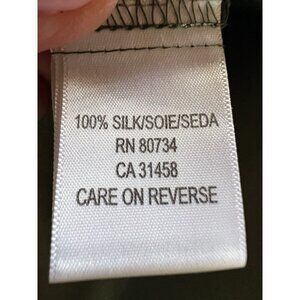 100% SILK/SOIE/SEDA
RN 80734
CA 31458
CARE ON REVERSE